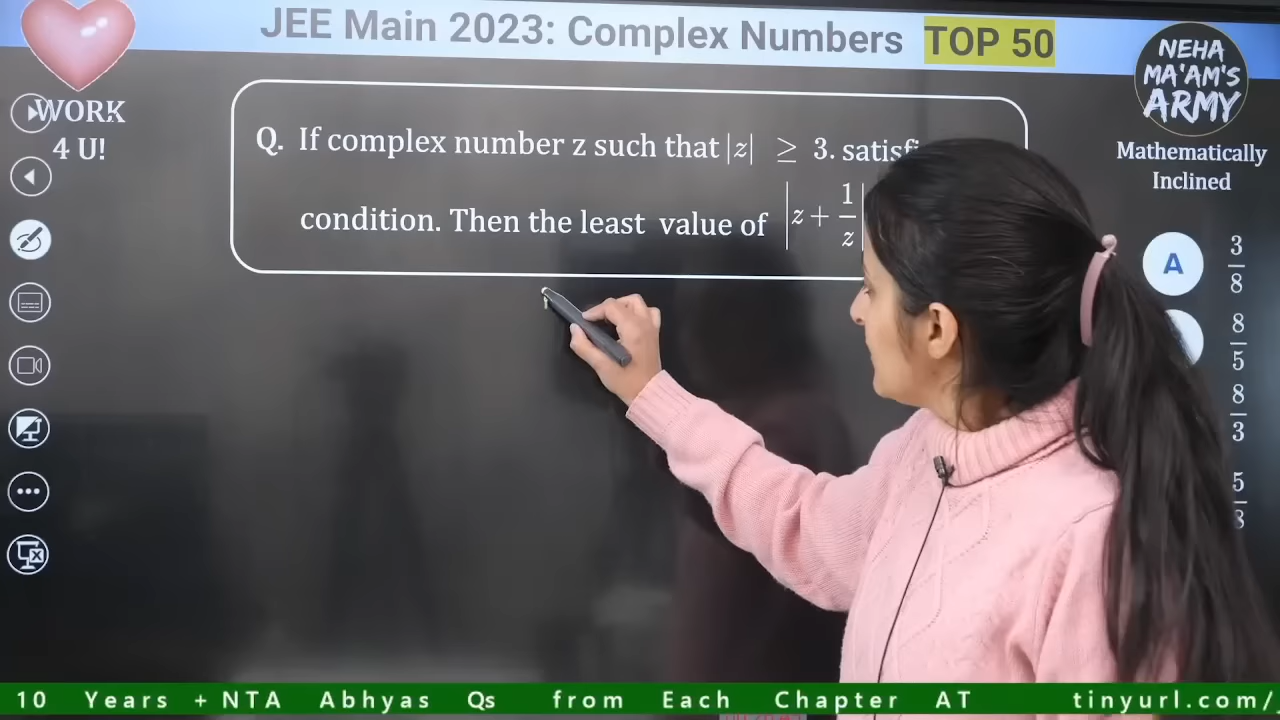 JEE Main 2023: Complex Numbers TOP 50
WORK
4 U!
NEHA
MA'AM'S
ARMY
Mathematically
Inclined
Q. If complex number z such that |z| ≥ 3.
condition. Then the least value of |z + 1/z|
A 3/8
8/5
8/3
5/8
10 Years + NTA Abhyas Qs from Each Chapter AT tinyurl.com/